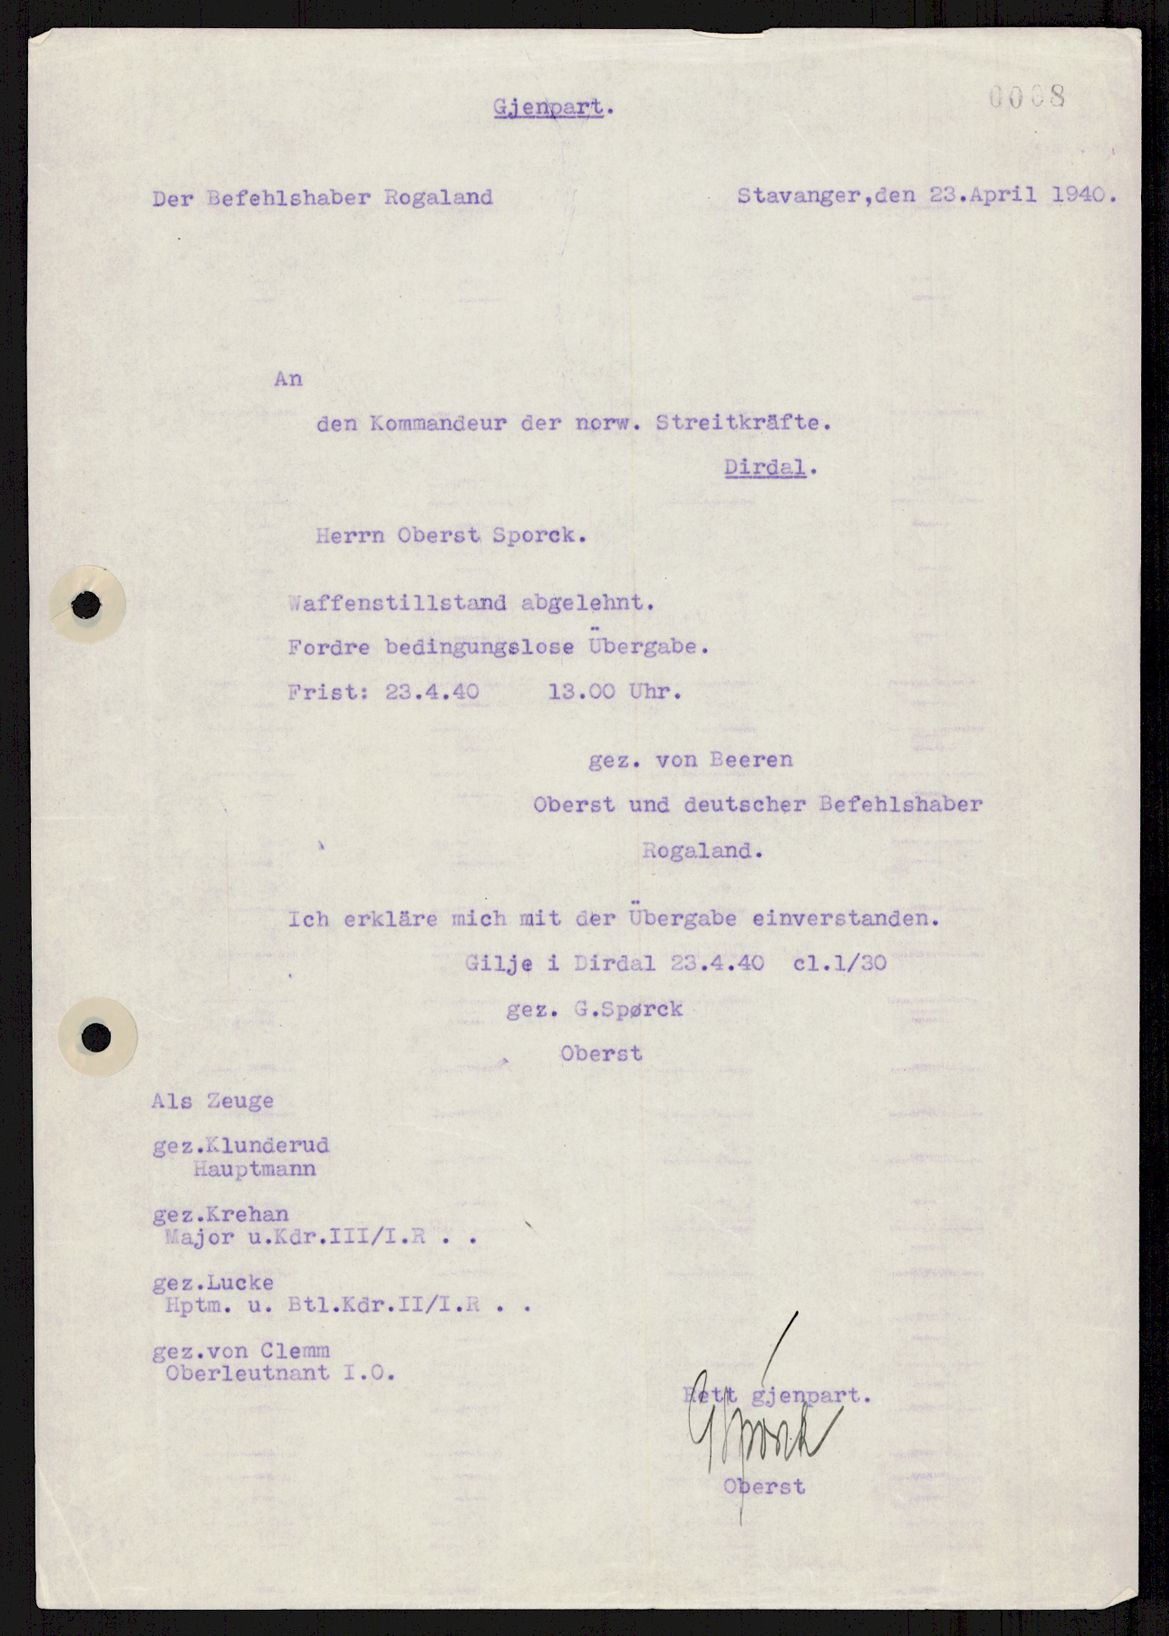 0008
Gjenpart.
Der Befehlshaber Rogaland Stavanger,den 23.April 1940.
An
den Kommandeur der norw. Streitkräfte.
Dirdal.
Herrn Oberst Sporck.
Waffenstillstand abgelehnt.
Fordre bedingungslose Übergabe.
Frist: 23.4.40 13.00 Uhr.
gez. von Beeren
Oberst und deutscher Befehlshaber
Rogaland.
Ich erkläre mich mit der Übergabe einverstanden.
Gilje i Dirdal 23.4.40 cl.1/30
gez. G.Spørck
Oberst
Als Zeuge
gez.Klunderud
Hauptmann
gez.Krehan
Major u.Kdr.III/I.R . .
gez.Lucke
Hptm. u. Btl.Kdr.II/I.R . .
gez.von Clemm
Oberleutnant I.O.
Rett gjenpart.
GSpørck
Oberst